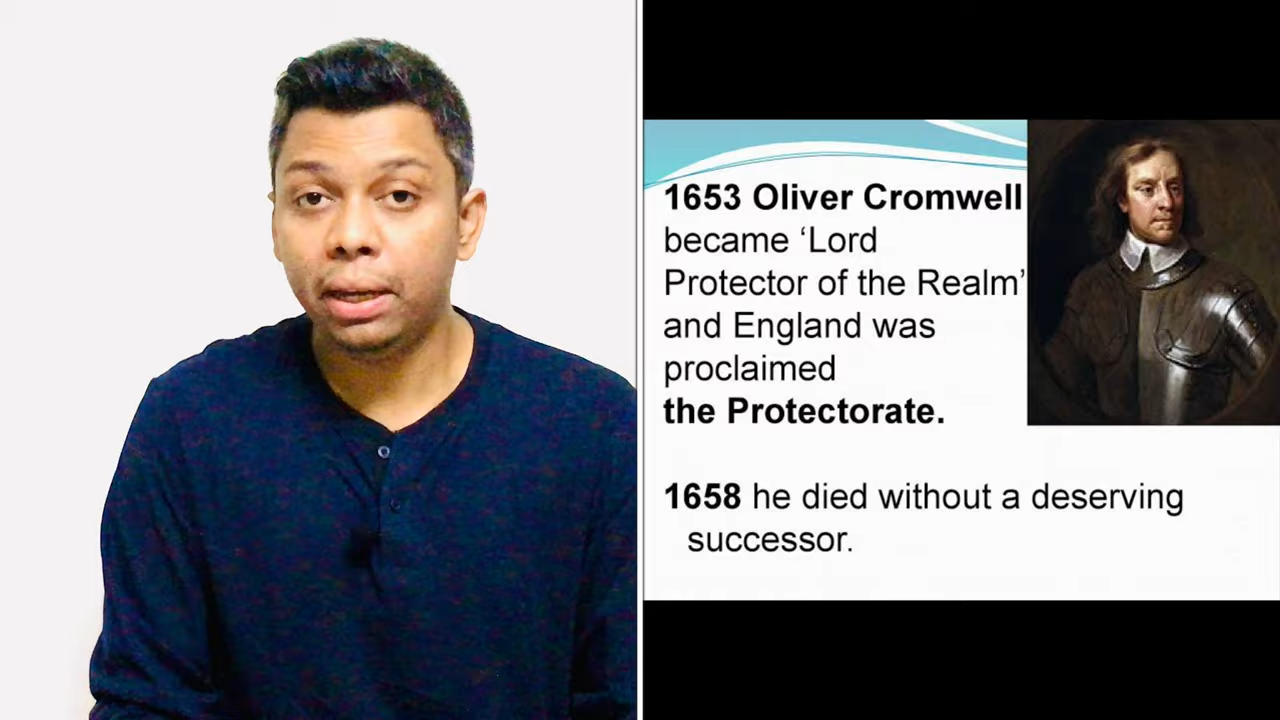 1653 Oliver Cromwell
became ‘Lord
Protector of the Realm’
and England was
proclaimed
the Protectorate.
1658 he died without a deserving
successor.